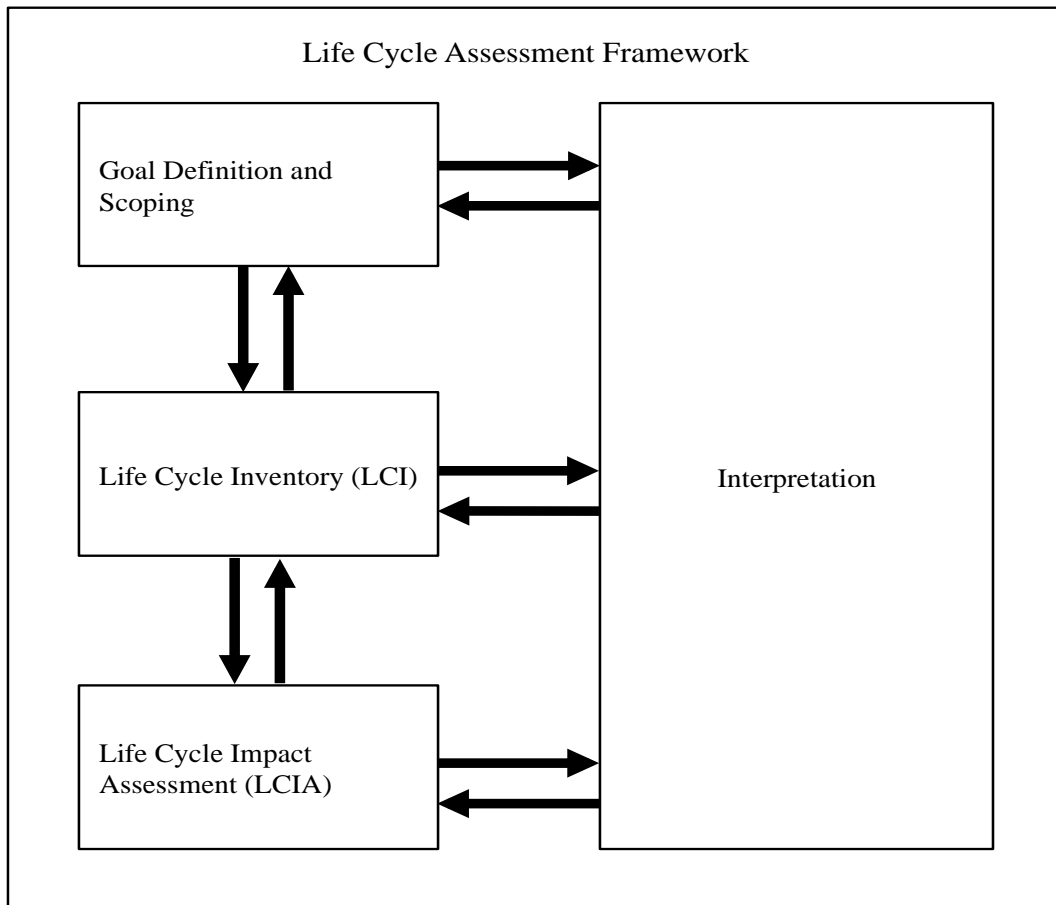 Life Cycle Assessment Framework
Goal Definition and
Scoping
Life Cycle Inventory (LCI)
Interpretation
Life Cycle Impact
Assessment (LCIA)